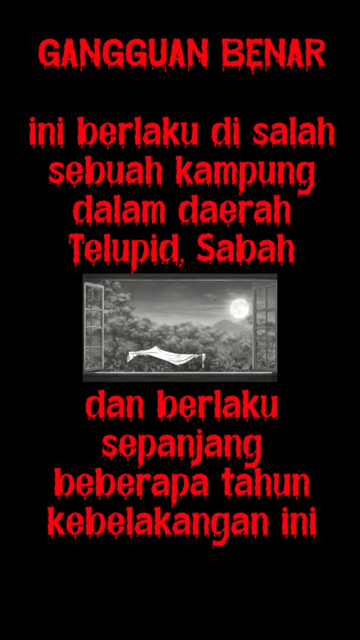 GANGGUAN BENAR
ini berlaku di salah
sebuah kampung
dalam daerah
Telupid, Sabah
dan berlaku
sepanjang
beberapa tahun
kebelakangan ini